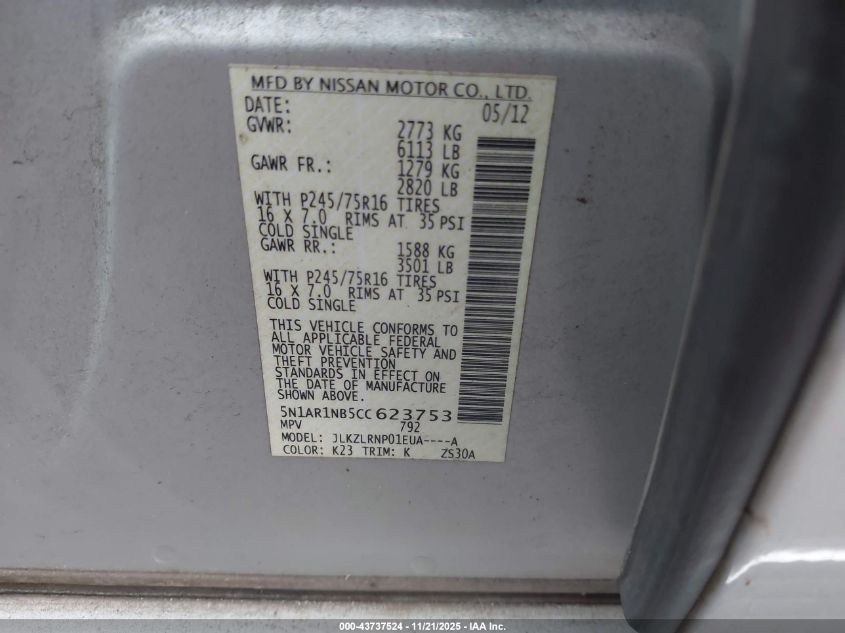 MFD BY NISSAN MOTOR CO., LTD.
DATE: 05/12
GVWR: 2773 KG
6113 LB
GAWR FR.: 1279 KG
2820 LB
WITH P245/75R16 TIRES
16 X 7.0 RIMS AT 35 PSI
COLD SINGLE
GAWR RR.: 1588 KG
3501 LB
WITH P245/75R16 TIRES
16 X 7.0 RIMS AT 35 PSI
COLD SINGLE
THIS VEHICLE CONFORMS TO
ALL APPLICABLE FEDERAL
MOTOR VEHICLE SAFETY AND
THEFT PREVENTION
STANDARDS IN EFFECT ON
THE DATE OF MANUFACTURE
SHOWN ABOVE.
5N1AR1NB5CC623753
MPV 792
MODEL: JLKZLRNP01EUA----A
COLOR: K23 TRIM: K ZS30A
000-43737524 - 11/21/2025 - IAA Inc.